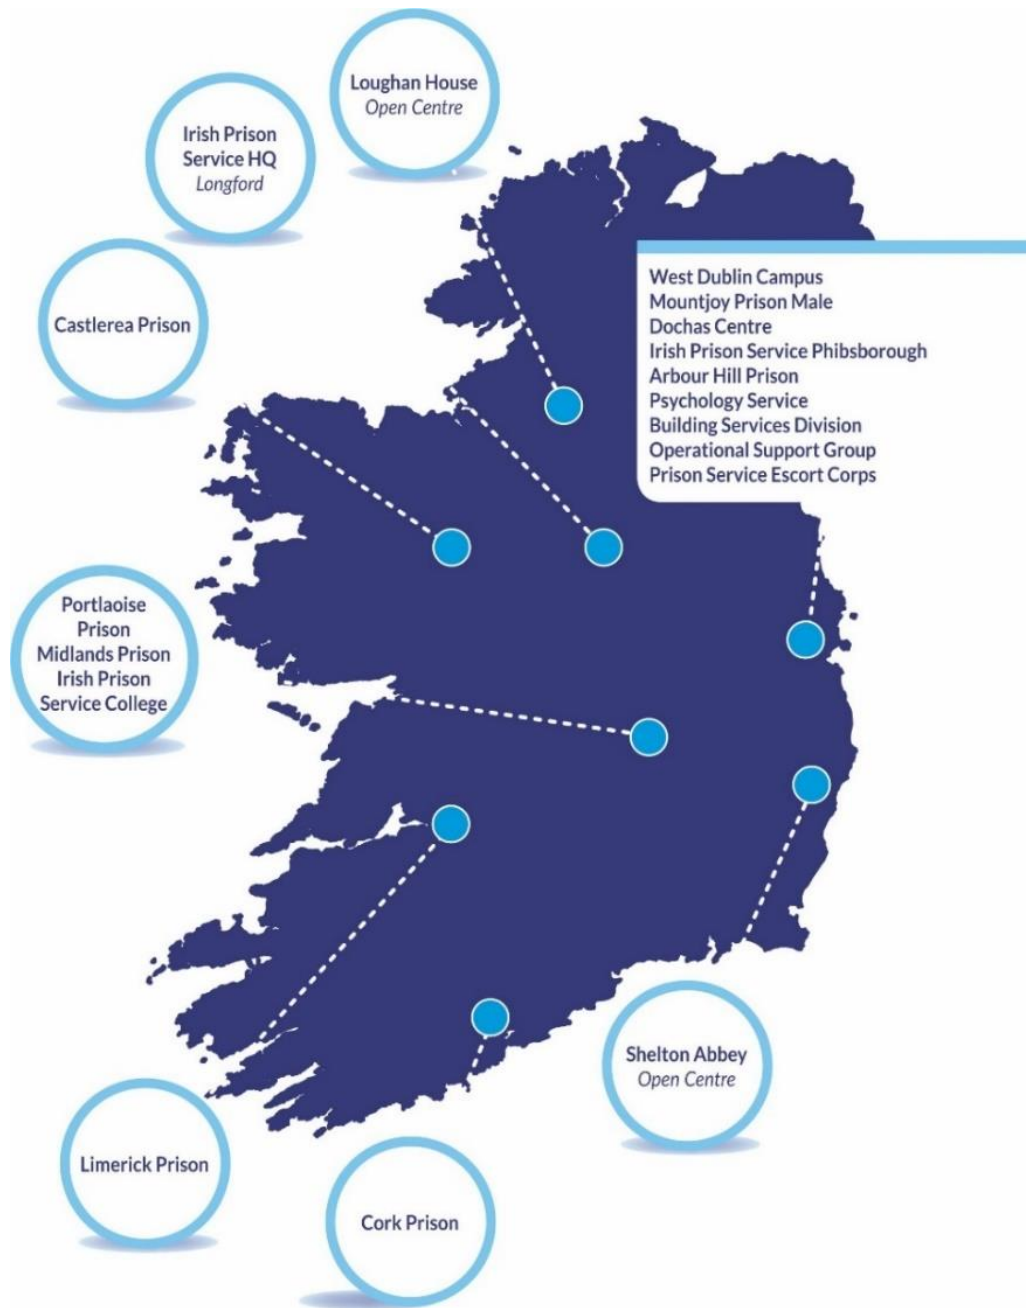 Loughan House
Open Centre
Irish Prison
Service HQ
Longford
Castlerea Prison
West Dublin Campus
Mountjoy Prison Male
Dochas Centre
Irish Prison Service Phibsborough
Arbour Hill Prison
Psychology Service
Building Services Division
Operational Support Group
Prison Service Escort Corps
Portlaoise
Prison
Midlands Prison
Irish Prison
Service College
Shelton Abbey
Open Centre
Limerick Prison
Cork Prison